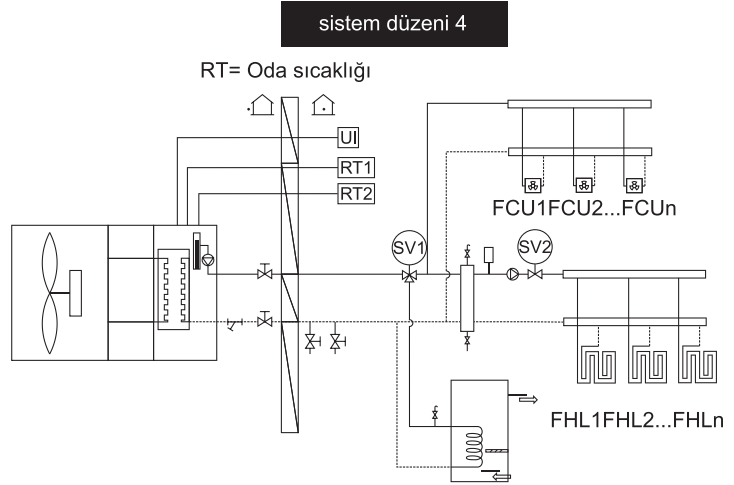 sistem düzeni 4
RT= Oda sıcaklığı
UI
RT1
RT2
FCU1FCU2...FCUn
SV1
SV2
FHL1FHL2...FHLn